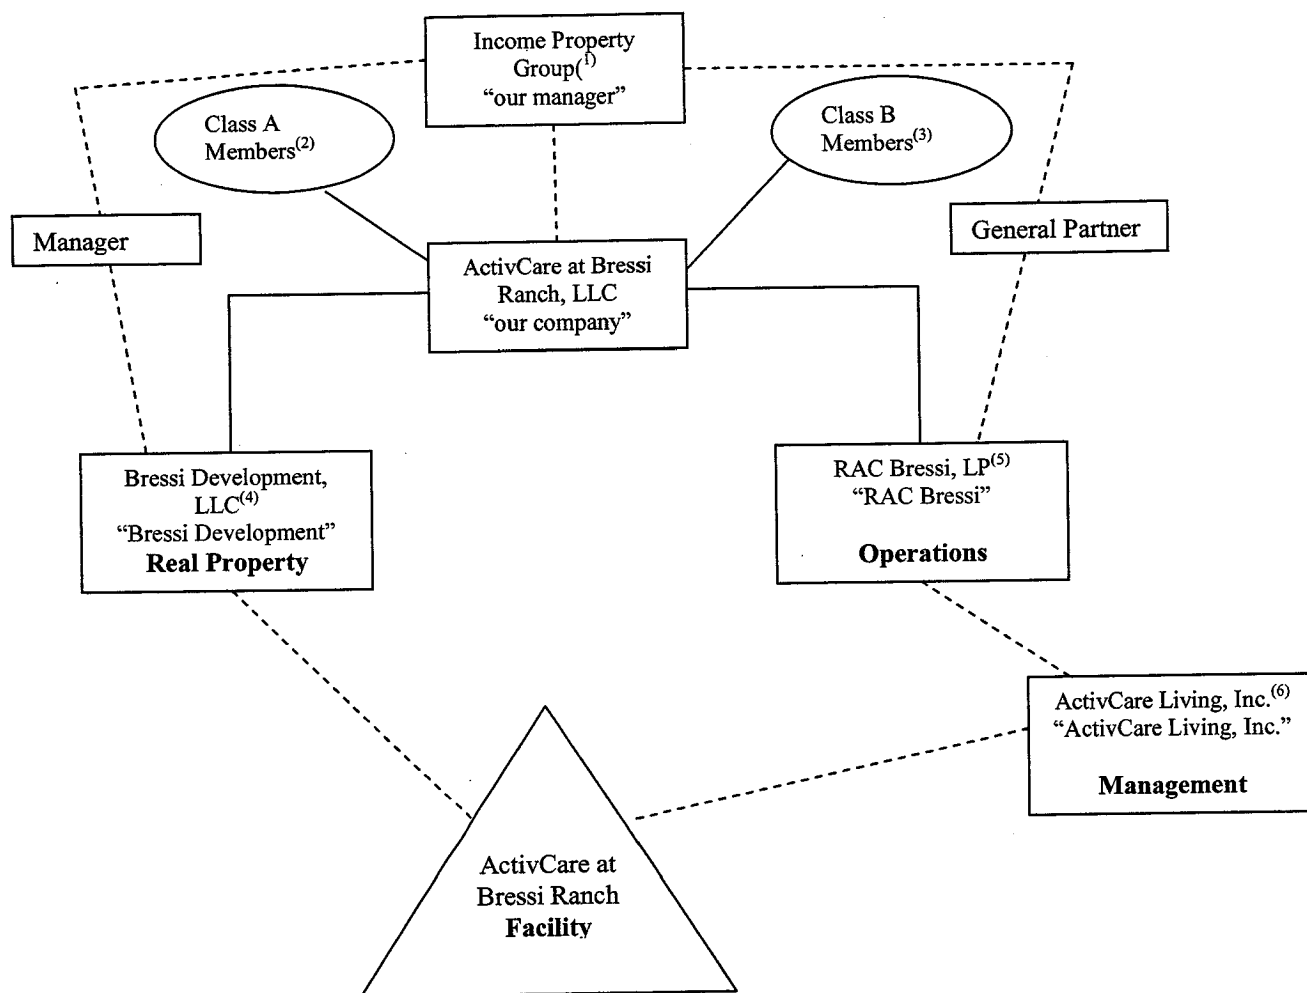 Income Property
Group(1)
“our manager”
Class A
Members(2)
Class B
Members(3)
Manager
General Partner
ActivCare at Bressi
Ranch, LLC
“our company”
Bressi Development,
LLC(4)
“Bressi Development”
Real Property
RAC Bressi, LP(5)
“RAC Bressi”
Operations
ActivCare Living, Inc.(6)
“ActivCare Living, Inc.”
Management
ActivCare at
Bressi Ranch
Facility